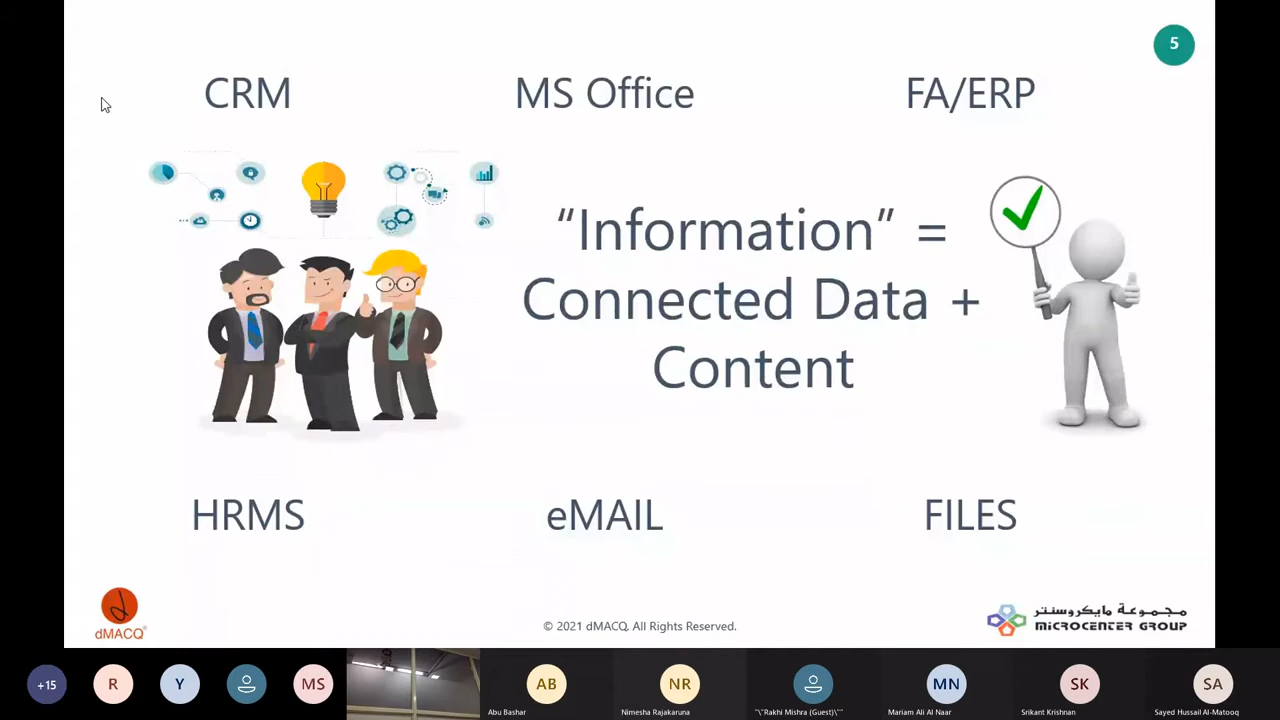 5
CRM
MS Office
FA/ERP
“Information” =
Connected Data +
Content
HRMS
eMAIL
FILES
dMACQ®
© 2021 dMACQ. All Rights Reserved.
مجموعة مايكروسنتر
MICROCENTER GROUP
+15
R
Y
MS
AB
Abu Bashar
NR
Nimesha Rajakaruna
"\"Rakhi Mishra (Guest)\""
MN
Mariam Ali Al Naar
SK
Srikant Krishnan
SA
Sayed Hussail Al-Matooq